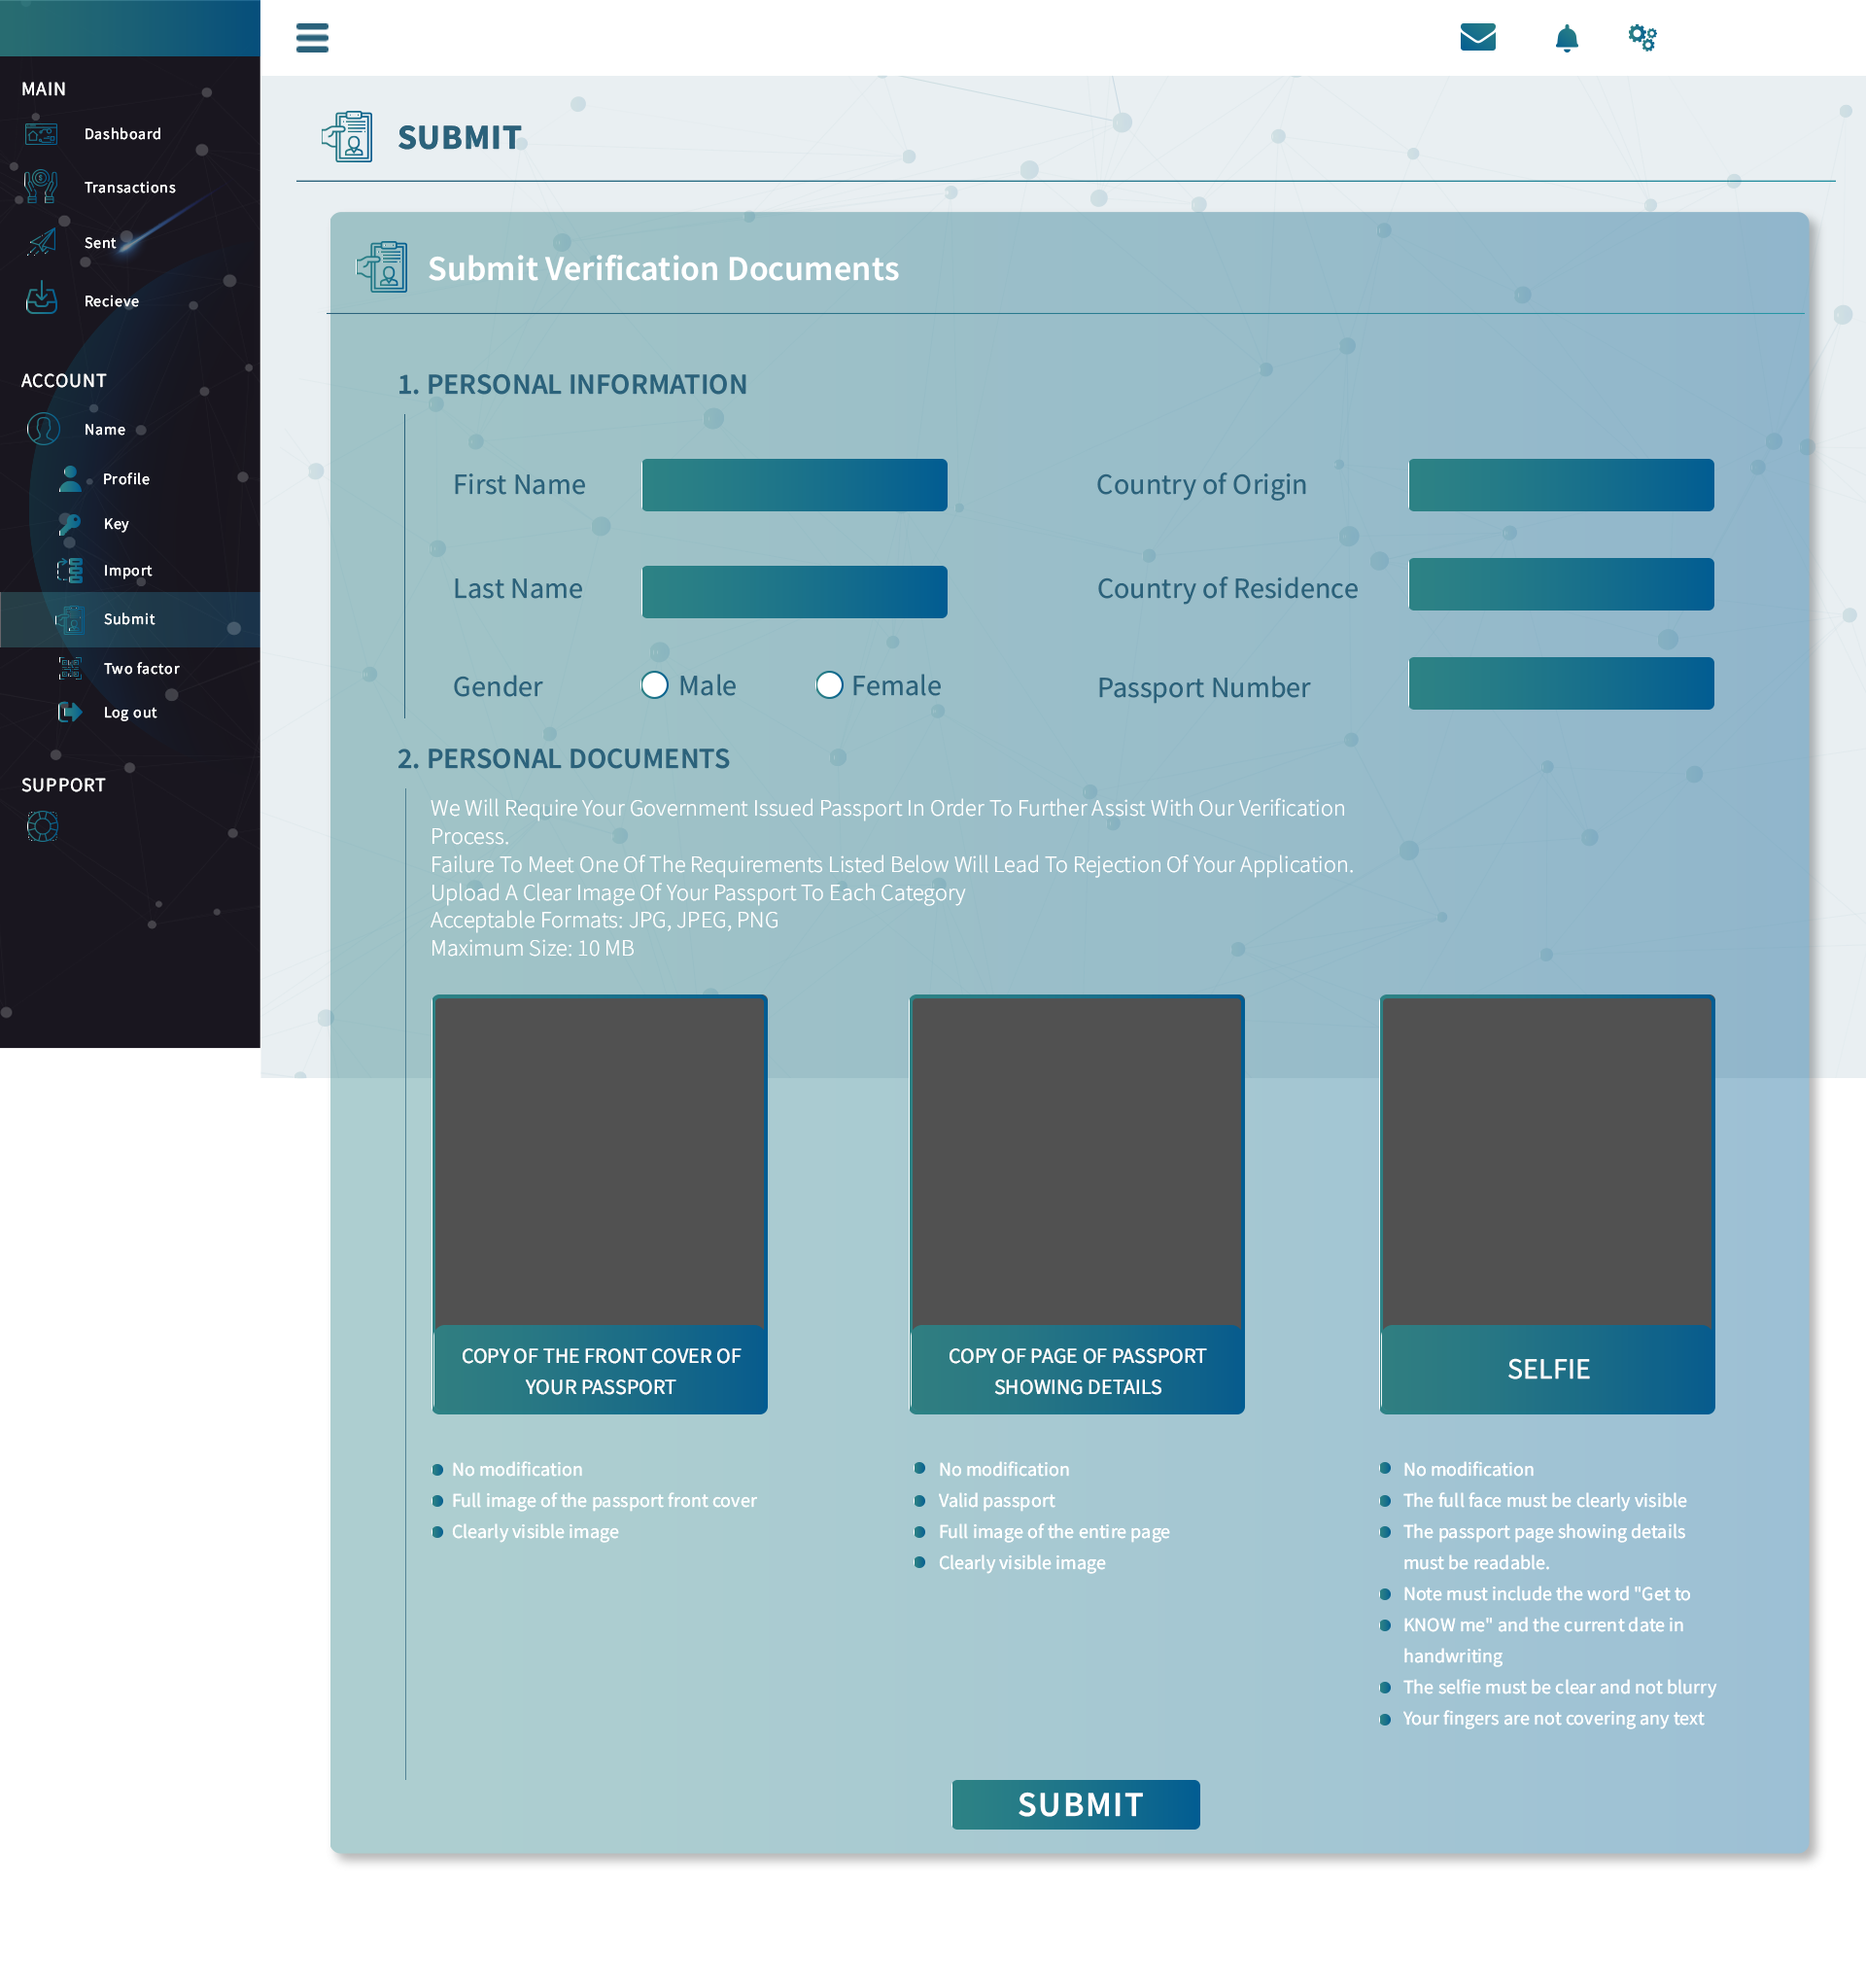 MAIN
Dashboard
Transactions
Sent
Recieve
ACCOUNT
Name
Profile
Key
Import
Submit
Two factor
Log out
SUPPORT
SUBMIT
Submit Verification Documents
1. PERSONAL INFORMATION
First Name
Country of Origin
Last Name
Country of Residence
Gender
Male
Female
Passport Number
2. PERSONAL DOCUMENTS
We Will Require Your Government Issued Passport In Order To Further Assist With Our Verification
Process.
Failure To Meet One Of The Requirements Listed Below Will Lead To Rejection Of Your Application.
Upload A Clear Image Of Your Passport To Each Category
Acceptable Formats: JPG, JPEG, PNG
Maximum Size: 10 MB
COPY OF THE FRONT COVER OF
YOUR PASSPORT
No modification
Full image of the passport front cover
Clearly visible image
COPY OF PAGE OF PASSPORT
SHOWING DETAILS
No modification
Valid passport
Full image of the entire page
Clearly visible image
SELFIE
No modification
The full face must be clearly visible
The passport page showing details
must be readable.
Note must include the word "Get to
KNOW me" and the current date in
handwriting
The selfie must be clear and not blurry
Your fingers are not covering any text
SUBMIT